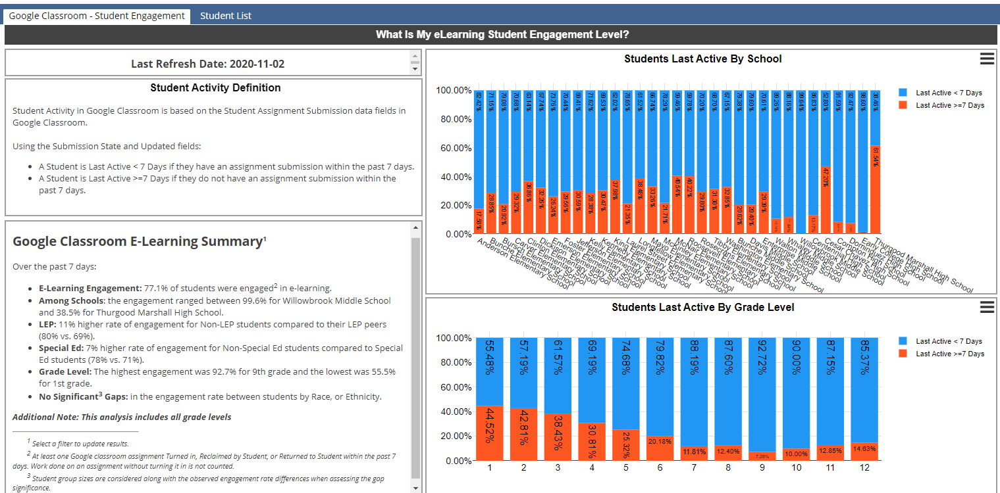 Google Classroom - Student Engagement
Student List
What Is My eLearning Student Engagement Level?
Last Refresh Date: 2020-11-02
Student Activity Definition
Student Activity in Google Classroom is based on the Student Assignment Submission data fields in
Google Classroom.
Using the Submission State and Updated fields:
A Student is Last Active < 7 Days if they have an assignment submission within the past 7 days.
A Student is Last Active >=7 Days if they do not have an assignment submission within the
past 7 days.
Google Classroom E-Learning Summary1
Over the past 7 days:
E-Learning Engagement: 77.1% of students were engaged2 in e-learning.
Among Schools: the engagement ranged between 99.6% for Willowbrook Middle School
and 38.5% for Thurgood Marshall High School.
LEP: 11% higher rate of engagement for Non-LEP students compared to their LEP peers
(80% vs. 69%).
Special Ed: 7% higher rate of engagement for Non-Special Ed students compared to Special
Ed students (78% vs. 71%).
Grade Level: The highest engagement was 92.7% for 9th grade and the lowest was 55.5%
for 1st grade.
No Significant3 Gaps: in the engagement rate between students by Race, or Ethnicity.
Additional Note: This analysis includes all grade levels
1 Select a filter to update results.
2 At least one Google classroom assignment Turned in, Reclaimed by Student, or Returned to Student within the past 7
days. Work done on an assignment without turning it in is not counted.
3 Student group sizes are considered along with the observed engagement rate differences when assessing the gap
significance.
Students Last Active By School
100.00%
80.00%
60.00%
40.00%
20.00%
0.00%
82.42%
71.15%
79.08%
70.68%
63.14%
67.74%
73.76%
70.44%
69.41%
71.62%
69.53%
62.02%
78.65%
61.52%
66.74%
78.29%
59.46%
59.78%
70.20%
68.70%
67.15%
79.38%
79.60%
70.61%
89.26%
88.16%
99.64%
86.83%
52.80%
91.59%
92.47%
98.60%
38.46%
17.58%
28.85%
20.92%
29.32%
36.86%
32.26%
26.24%
29.56%
30.59%
28.38%
30.47%
37.98%
21.35%
38.48%
33.26%
21.71%
40.54%
40.22%
29.80%
31.30%
32.85%
20.62%
20.40%
29.39%
11.84%
13.17%
47.20%
61.54%
Anderson Elementary School
Bunche Elementary School
Bursch Elementary School
Carver Elementary School
Clinton Elementary School
Emerson Elementary School
Foster Elementary School
Jefferson Elementary School
Kelly Elementary School
Kennedy Elementary School
King Elementary School
Laurel Street Elementary School
Mayo Elementary School
McKinley Elementary School
McNair Elementary School
Roosevelt Elementary School
Washington Elementary School
Bunche Middle School
Davis Middle School
Enterprise Middle School
Walton Middle School
Whaley Middle School
Willowbrook Middle School
Centennial High School
Cesar Chavez High School
Compton High School
Dominguez High School
Early College High School
Thurgood Marshall High School
Last Active < 7 Days
Last Active >=7 Days
Students Last Active By Grade Level
100.00%
80.00%
60.00%
40.00%
20.00%
0.00%
55.48%
57.19%
61.57%
69.19%
74.68%
79.82%
88.19%
87.60%
92.72%
90.00%
87.15%
85.37%
44.52%
42.81%
38.43%
30.81%
25.32%
20.18%
11.81%
12.40%
7.28%
10.00%
12.85%
14.63%
1 2 3 4 5 6 7 8 9 10 11 12
Last Active < 7 Days
Last Active >=7 Days